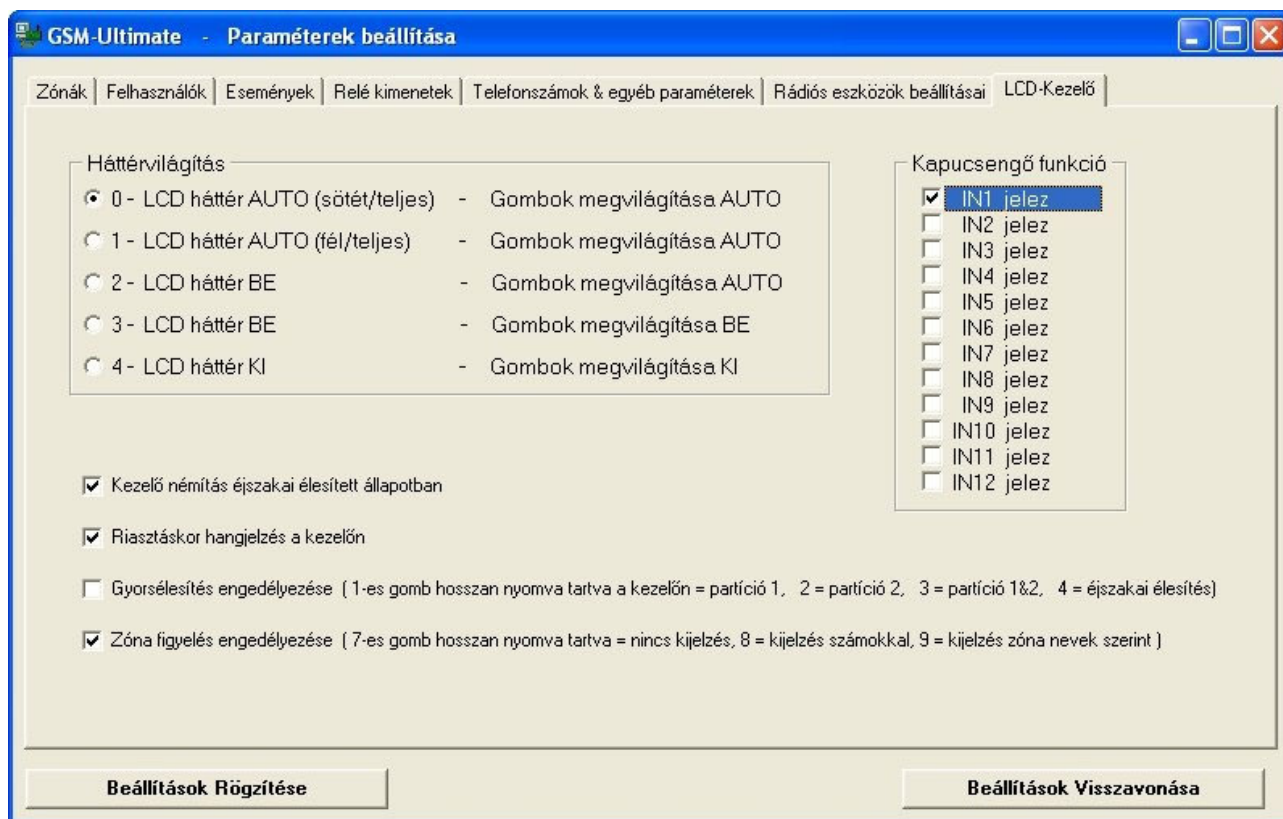 GSM-Ultimate - Paraméterek beállítása
Zónák Felhasználók Események Relé kimenetek Telefonszámok & egyéb paraméterek Rádiós eszközök beállításai LCD-Kezelő
Háttérvilágítás
0 - LCD háttér AUTO (sötét/teljes) - Gombok megvilágítása AUTO
1 - LCD háttér AUTO (fél/teljes) - Gombok megvilágítása AUTO
2 - LCD háttér BE - Gombok megvilágítása AUTO
3 - LCD háttér BE - Gombok megvilágítása BE
4 - LCD háttér KI - Gombok megvilágítása KI
Kapucsengő funkció
IN1 jelez
IN2 jelez
IN3 jelez
IN4 jelez
IN5 jelez
IN6 jelez
IN7 jelez
IN8 jelez
IN9 jelez
IN10 jelez
IN11 jelez
IN12 jelez
Kezelő némítás éjszakai élesített állapotban
Riasztáskor hangjelzés a kezelőn
Gyorsélesítés engedélyezése ( 1-es gomb hosszan nyomva tartva a kezelőn = partíció 1, 2 = partíció 2, 3 = partíció 1&2, 4 = éjszakai élesítés)
Zóna figyelés engedélyezése ( 7-es gomb hosszan nyomva tartva = nincs kijelzés, 8 = kijelzés számokkal, 9 = kijelzés zóna nevek szerint )
Beállítások Rögzítése
Beállítások Visszavonása